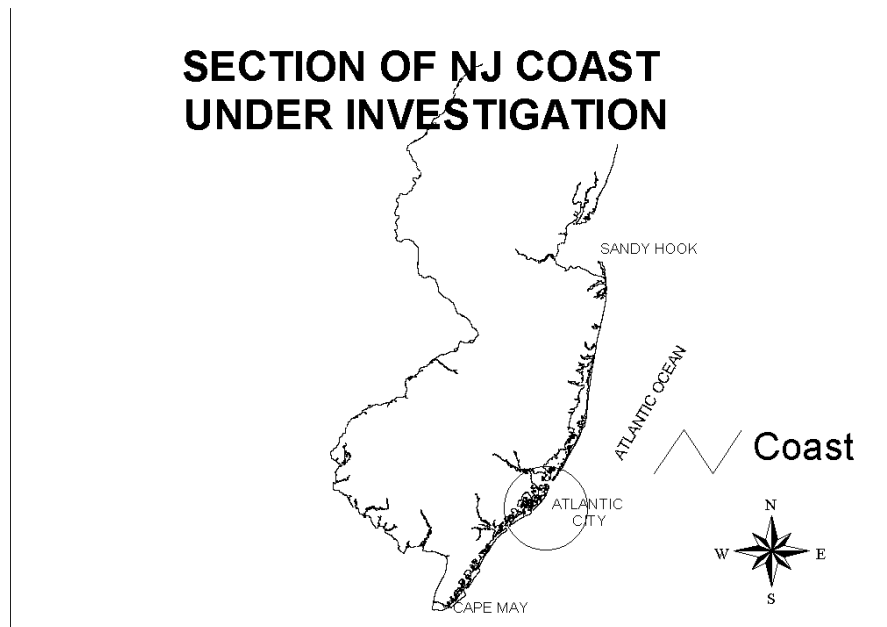 SECTION OF NJ COAST
UNDER INVESTIGATION
SANDY HOOK
ATLANTIC OCEAN
Coast
ATLANTIC
CITY
N
W
E
S
CAPE MAY